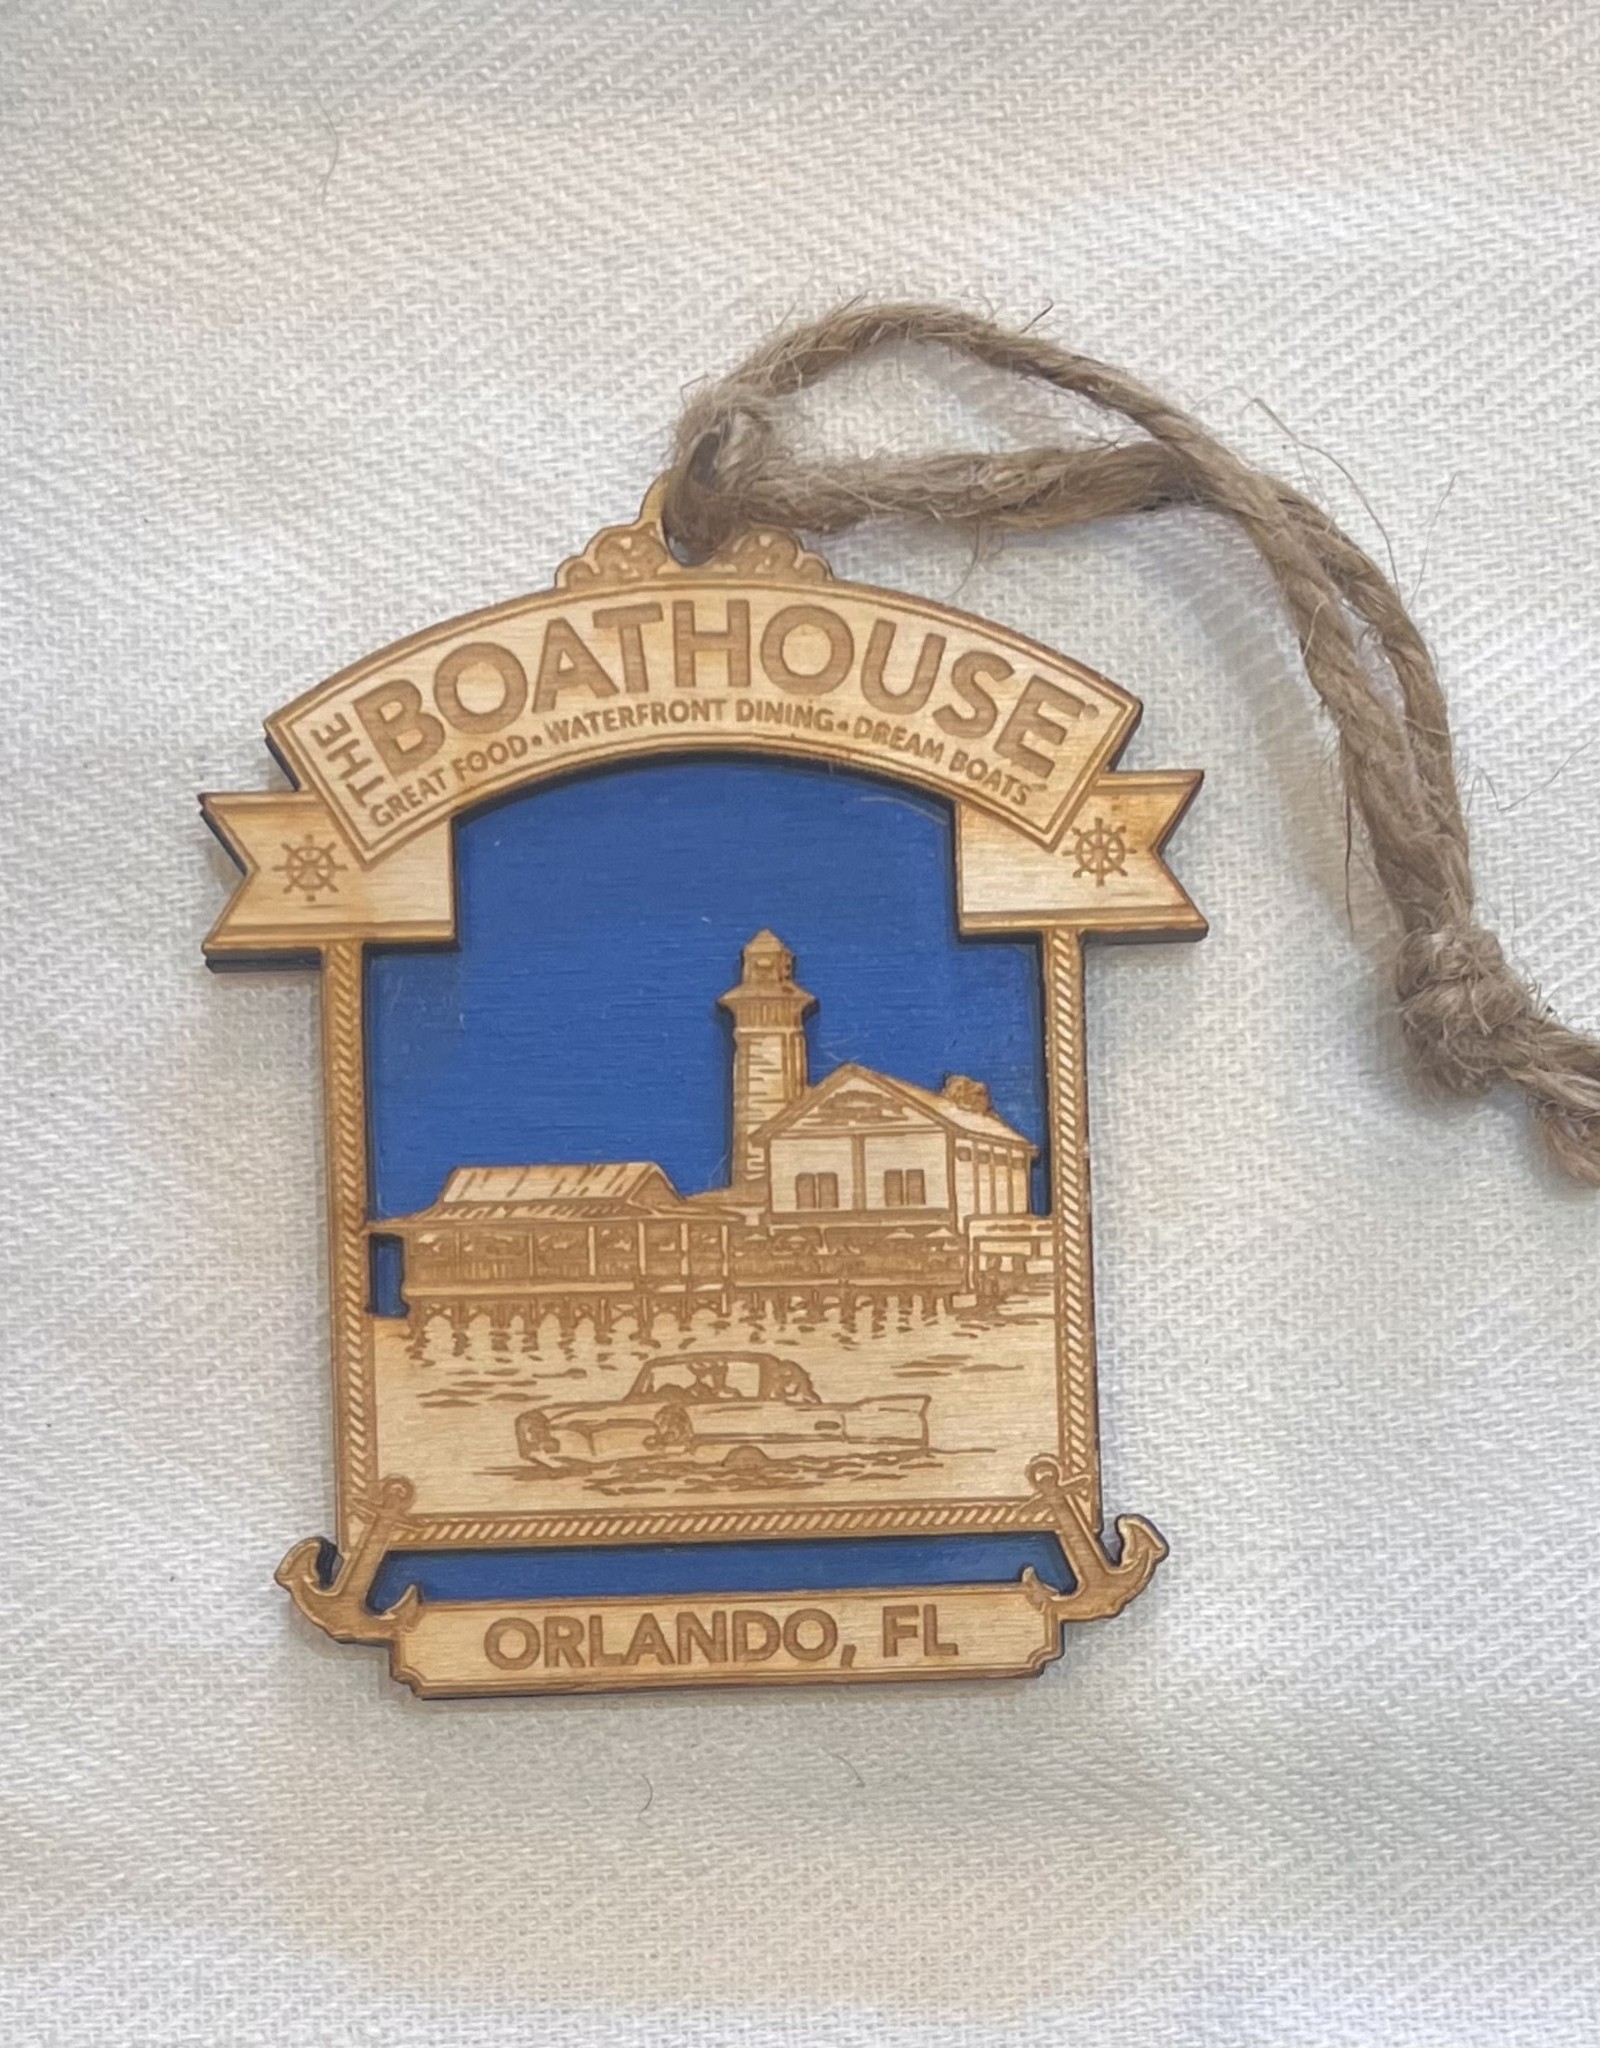 THE BOATHOUSE®
GREAT FOOD • WATERFRONT DINING • DREAM BOATS
ORLANDO, FL